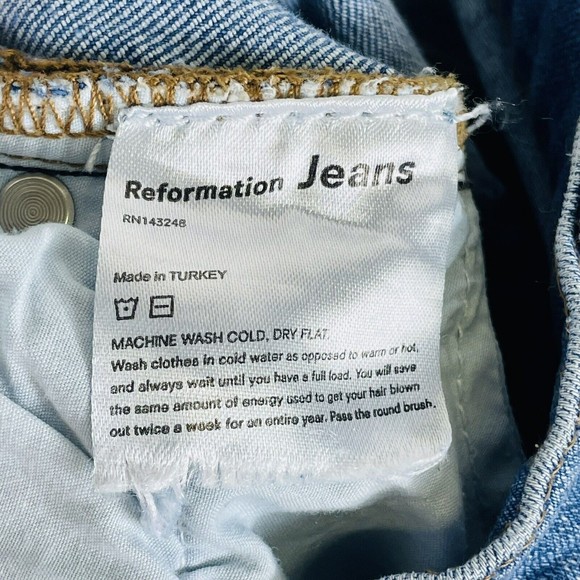 Reformation Jeans
RN143248
Made in TURKEY
MACHINE WASH COLD, DRY FLAT
Wash clothes in cold water as opposed to warm or hot,
and always wait until you have a full load. You will save
the same amount of energy used to get your hair blown
out twice a week for an entire year. Pass the round brush.